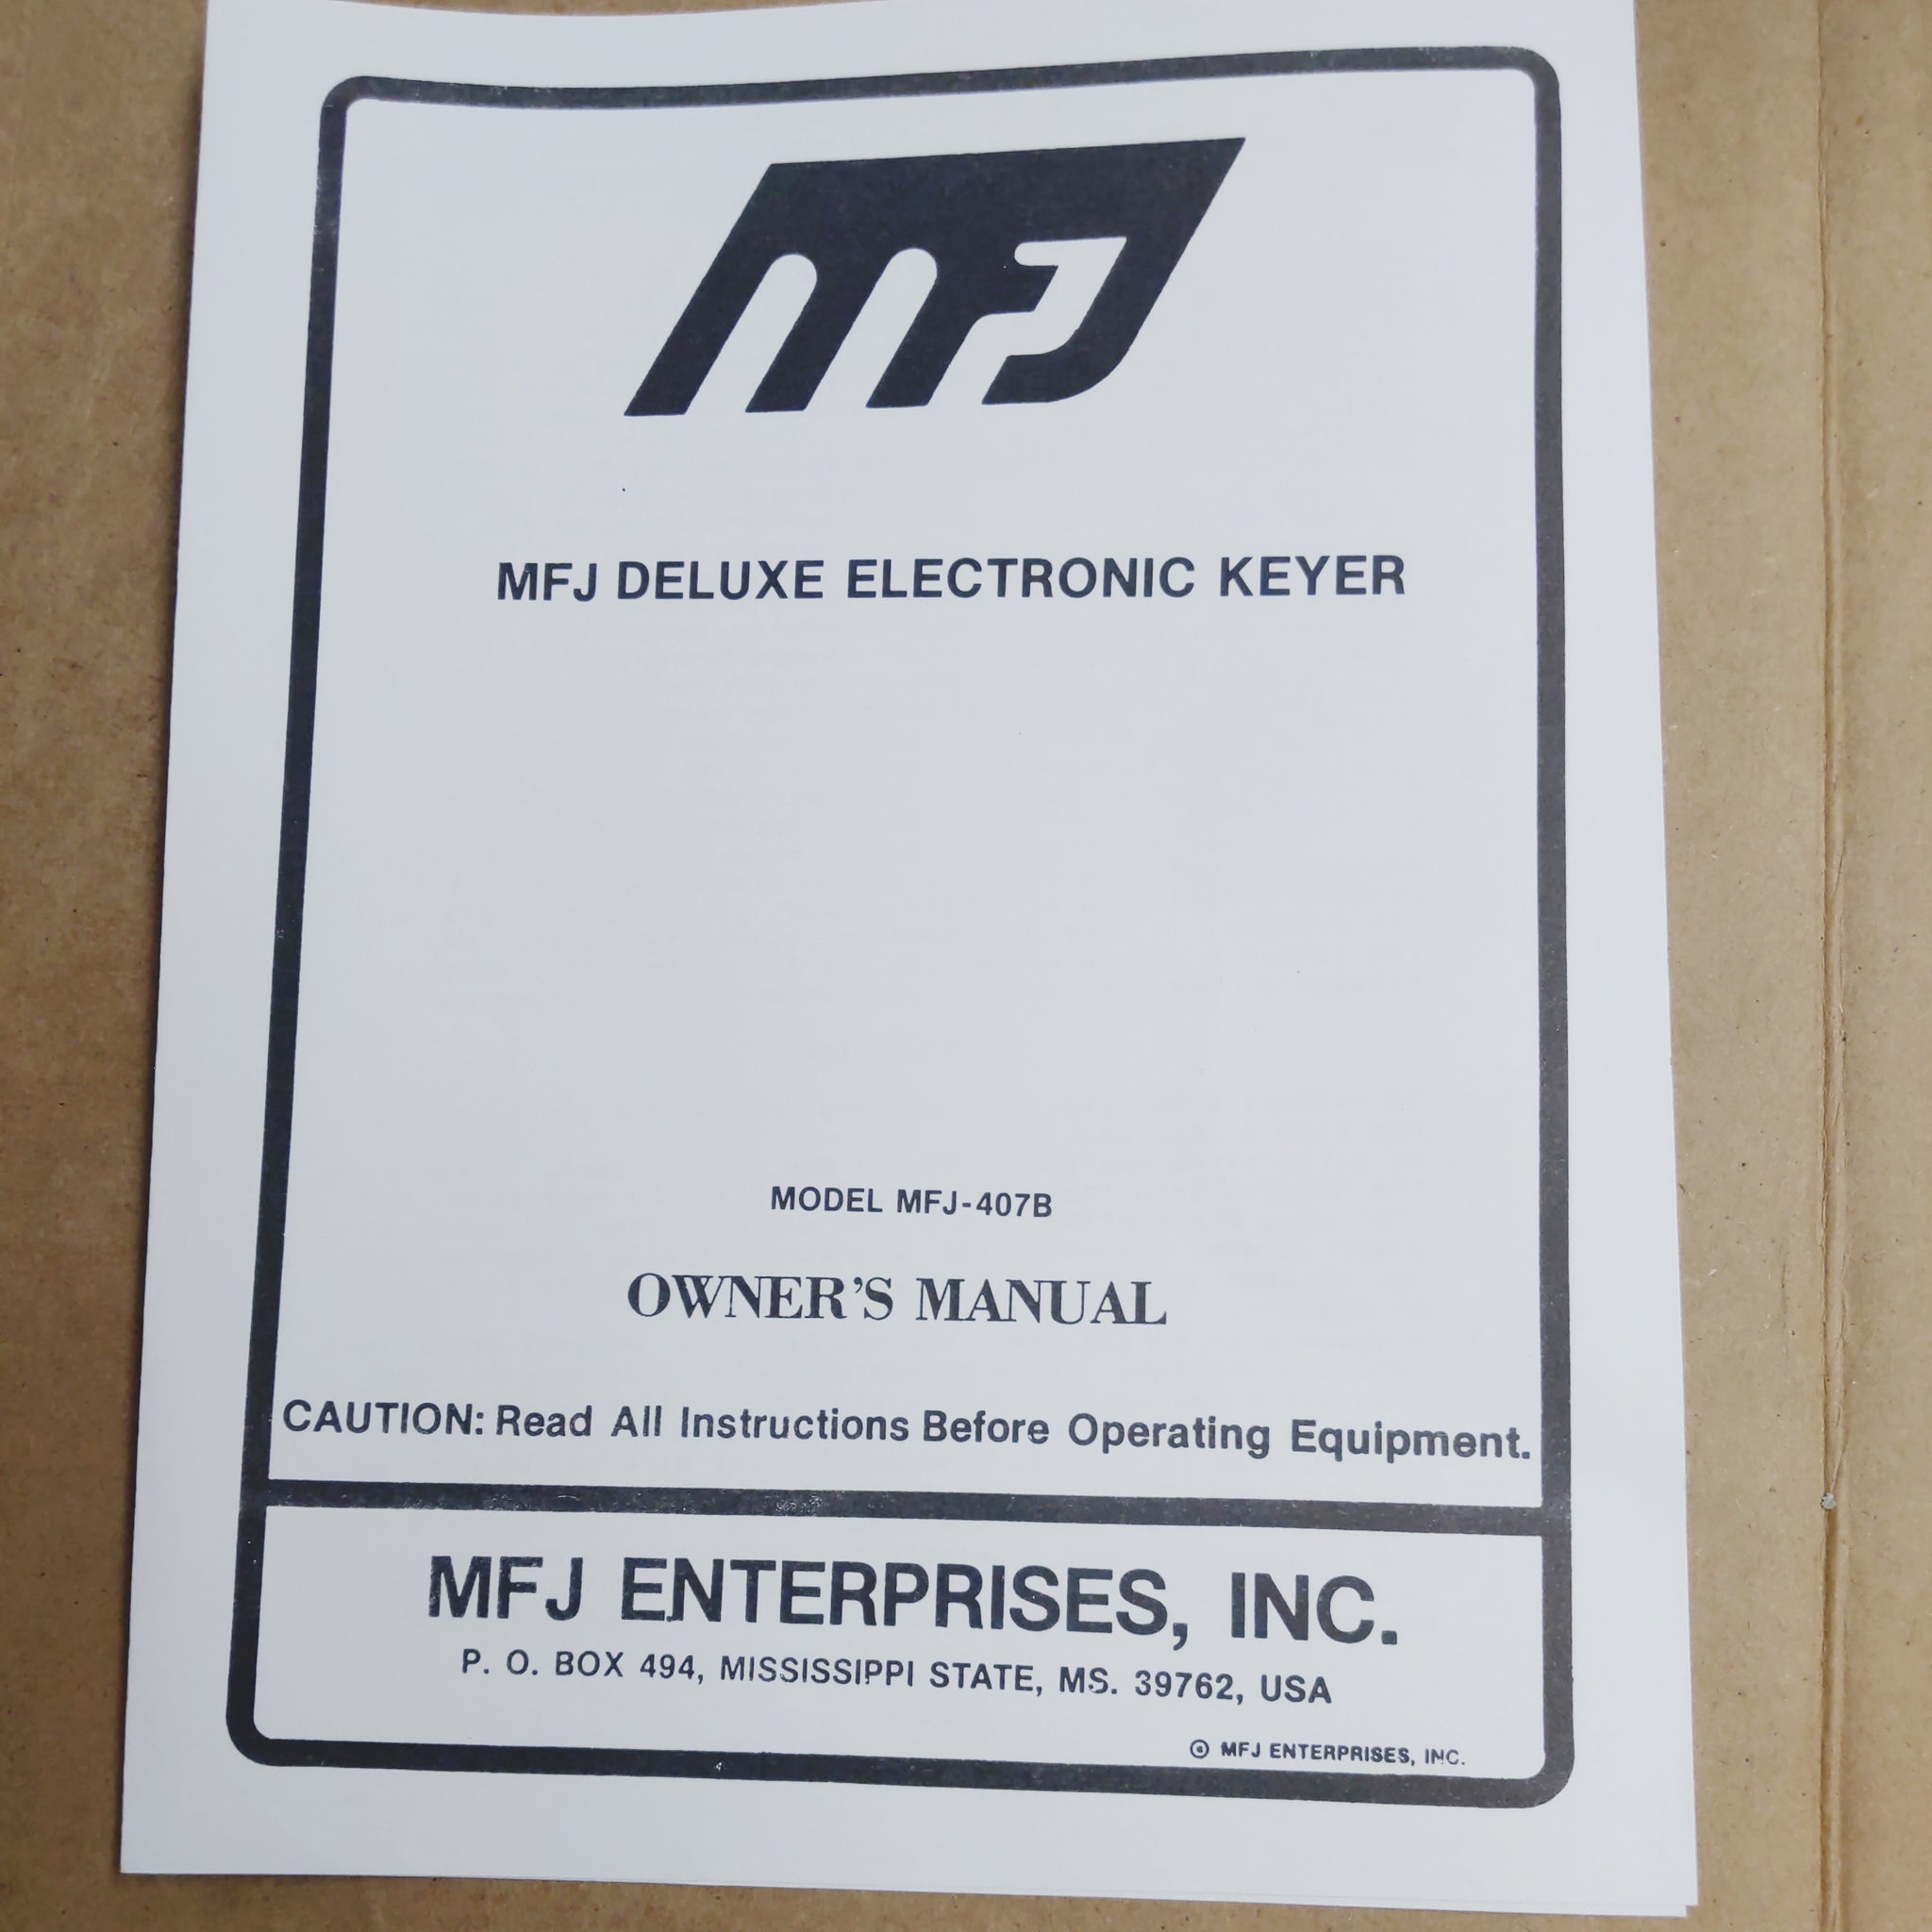 MFJ
MFJ DELUXE ELECTRONIC KEYER
MODEL MFJ-407B
OWNER'S MANUAL
CAUTION: Read All Instructions Before Operating Equipment.
MFJ ENTERPRISES, INC.
P. O. BOX 494, MISSISSIPPI STATE, MS. 39762, USA
© MFJ ENTERPRISES, INC.